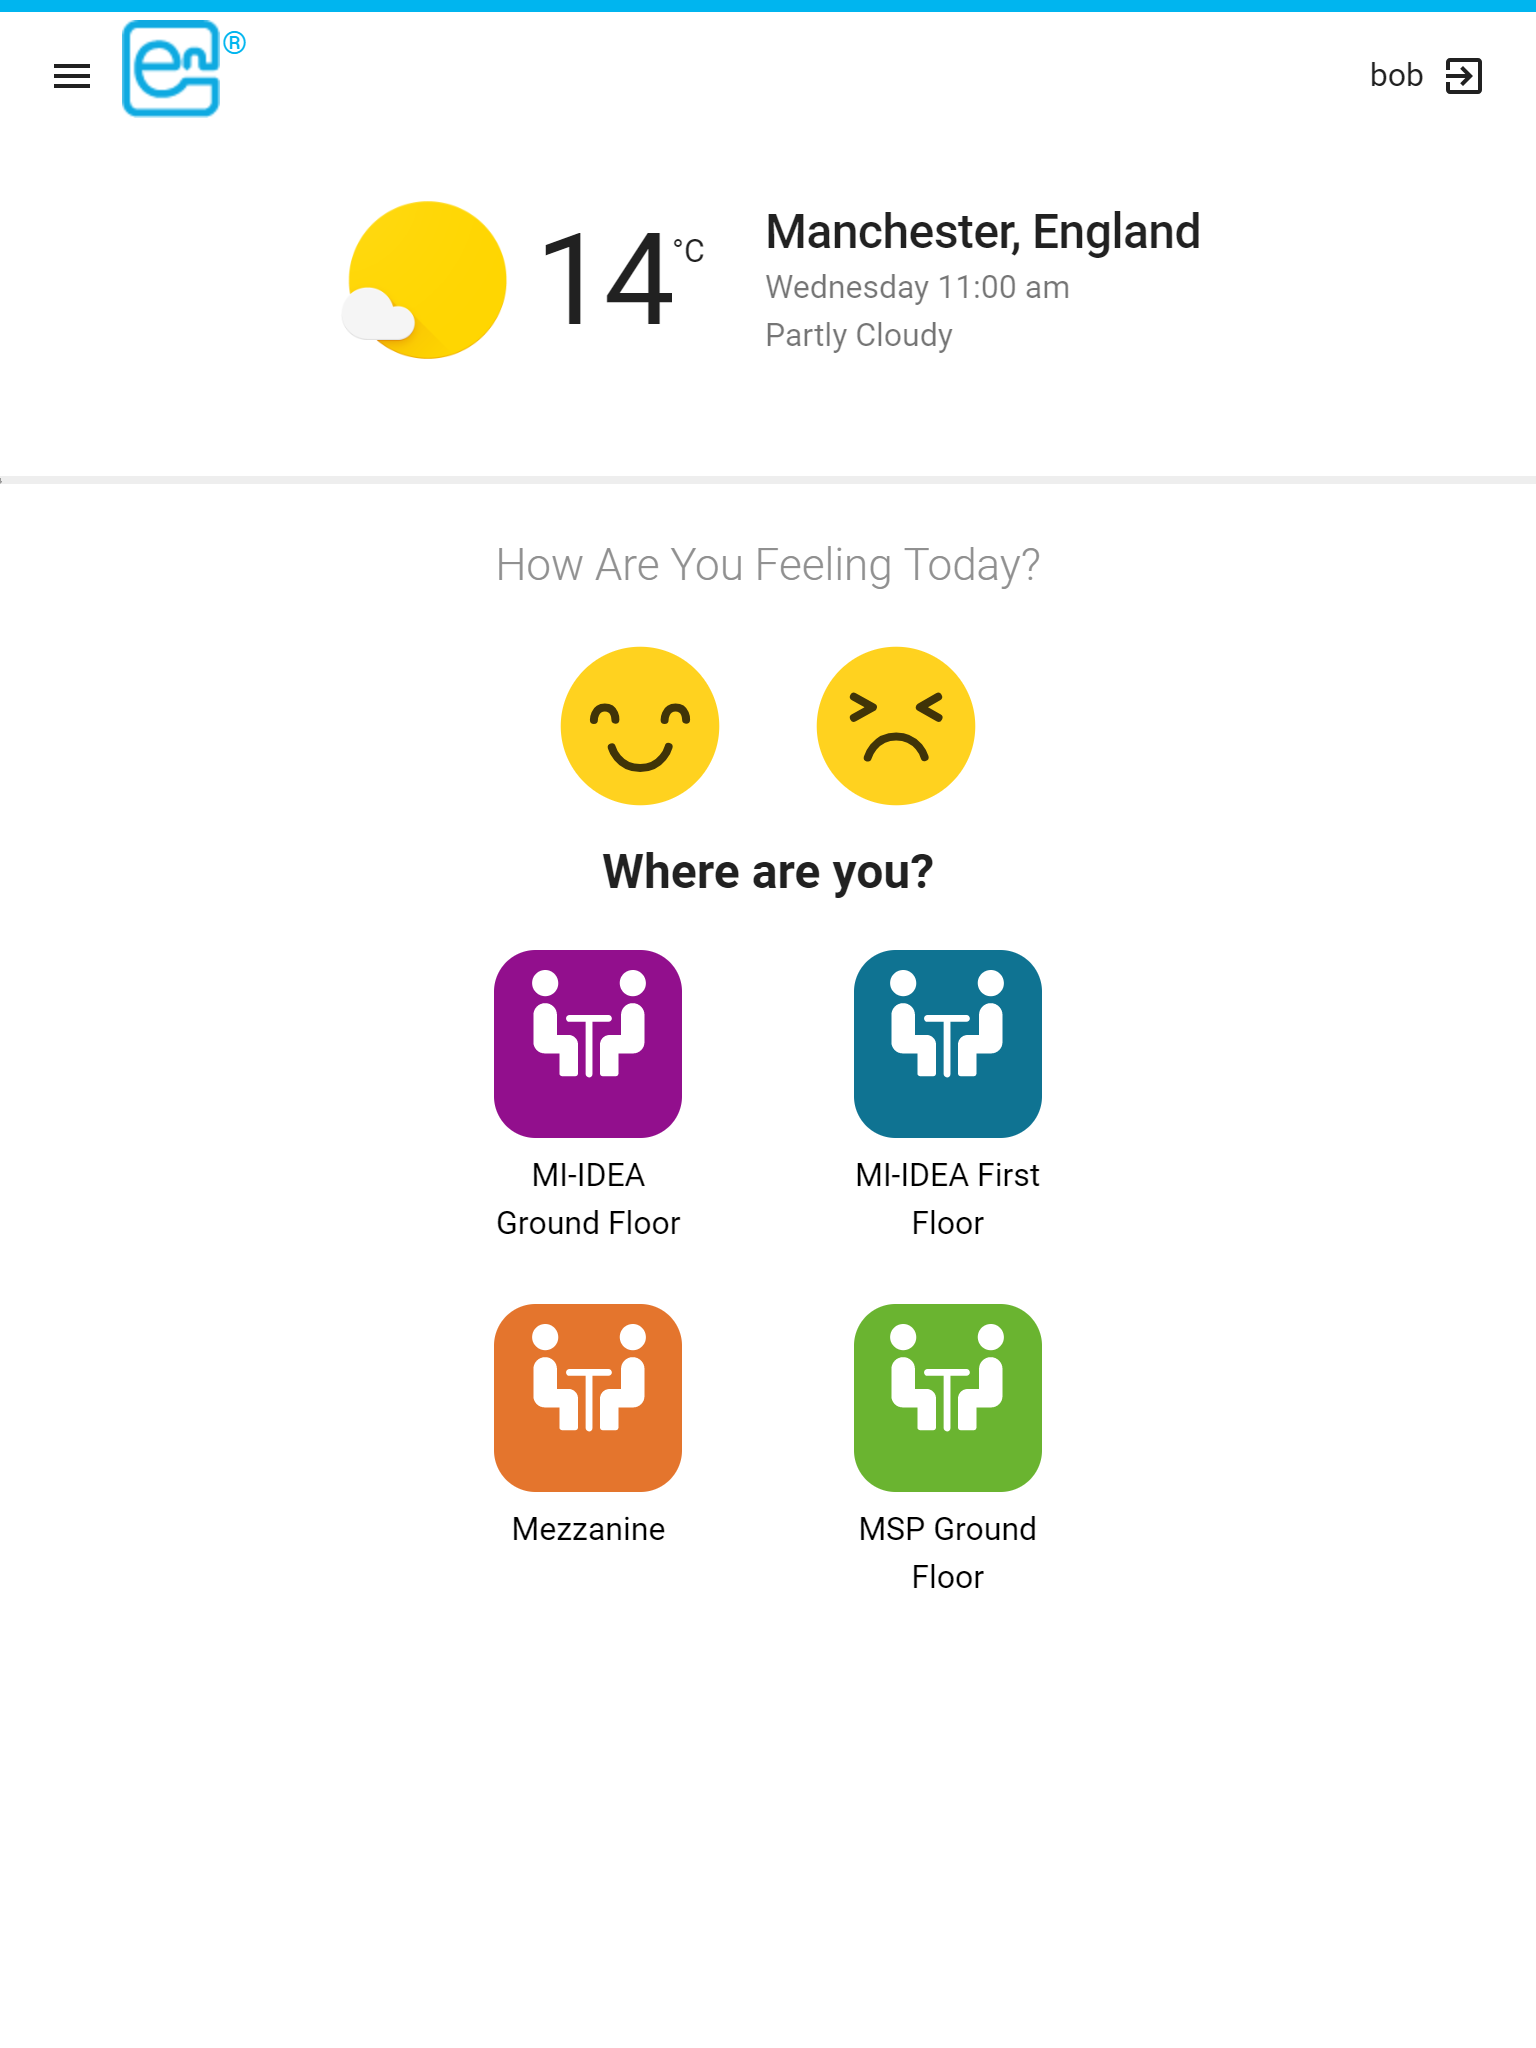 en®
bob
14 °C
Manchester, England
Wednesday 11:00 am
Partly Cloudy
How Are You Feeling Today?
Where are you?
MI-IDEA
Ground Floor
MI-IDEA First
Floor
Mezzanine
MSP Ground
Floor